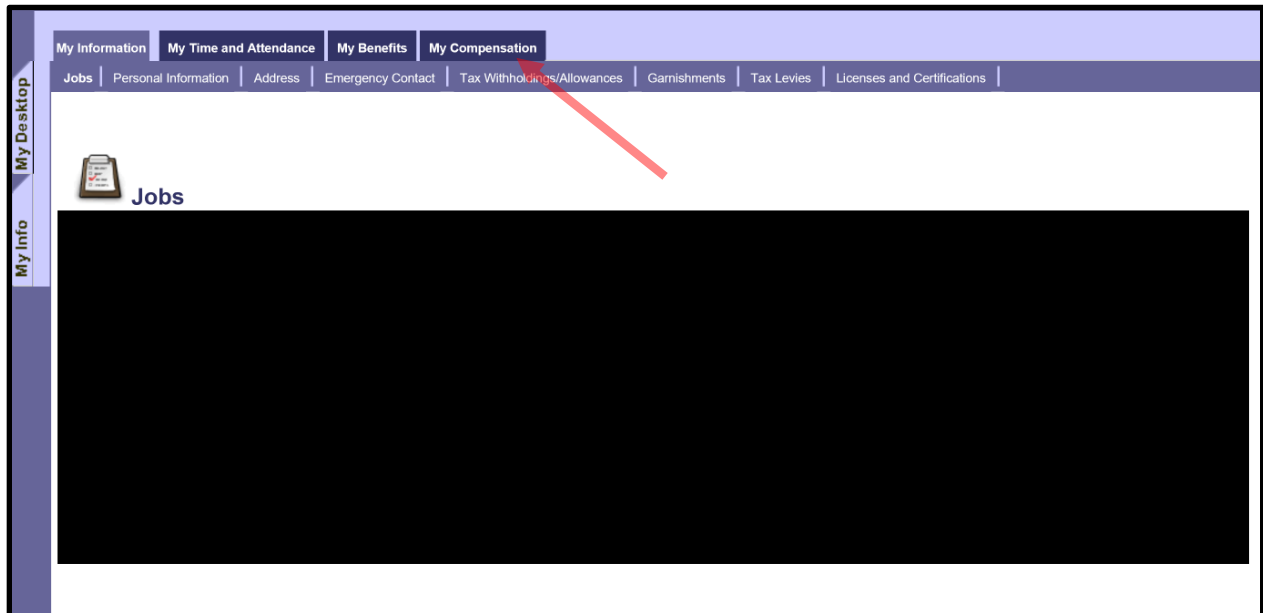 My Information My Time and Attendance My Benefits My Compensation
Jobs Personal Information Address Emergency Contact Tax Withholdings/Allowances Garnishments Tax Levies Licenses and Certifications
My Desktop
My Info
Jobs